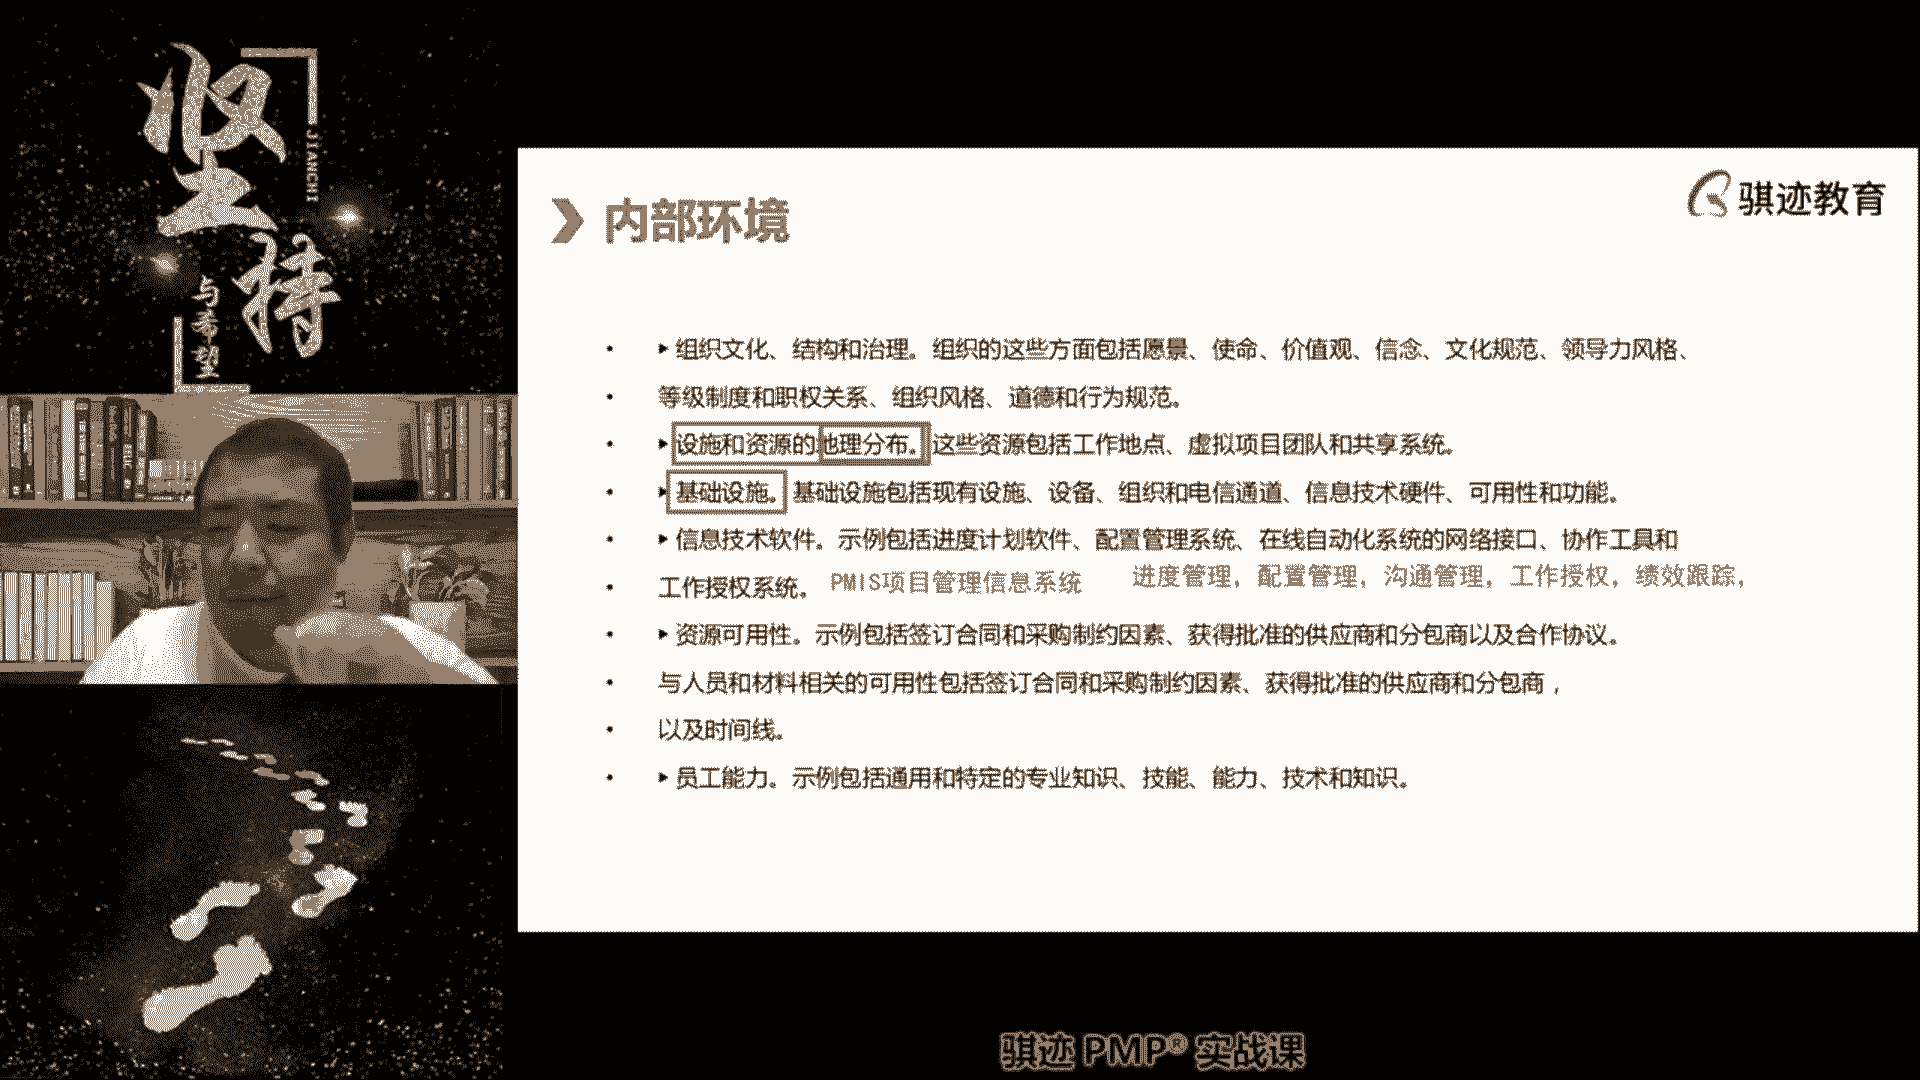 坚持
JIANCHI
与希望
骐迹教育
内部环境
• ▸组织文化、结构和治理。组织的这些方面包括愿景、使命、价值观、信念、文化规范、领导力风格、
• 等级制度和职权关系、组织风格、道德和行为规范。
• ▸设施和资源的地理分布。这些资源包括工作地点、虚拟项目团队和共享系统。
• ▸基础设施。基础设施包括现有设施、设备、组织和电信通道、信息技术硬件、可用性和功能。
• ▸信息技术软件。示例包括进度计划软件、配置管理系统、在线自动化系统的网络接口、协作工具和
• 工作授权系统。 PMIS项目管理信息系统 进度管理，配置管理，沟通管理，工作授权，绩效跟踪，
• ▸资源可用性。示例包括签订合同和采购制约因素、获得批准的供应商和分包商以及合作协议。
• 与人员和材料相关的可用性包括签订合同和采购制约因素、获得批准的供应商和分包商，
• 以及时间线。
• ▸员工能力。示例包括通用和特定的专业知识、技能、能力、技术和知识。
骐迹 PMP® 实战课